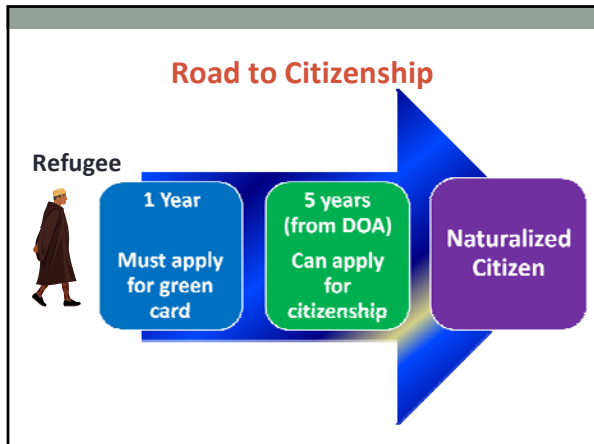 Road to Citizenship
Refugee
1 Year
Must apply
for green
card
5 years
(from DOA)
Can apply
for
citizenship
Naturalized
Citizen